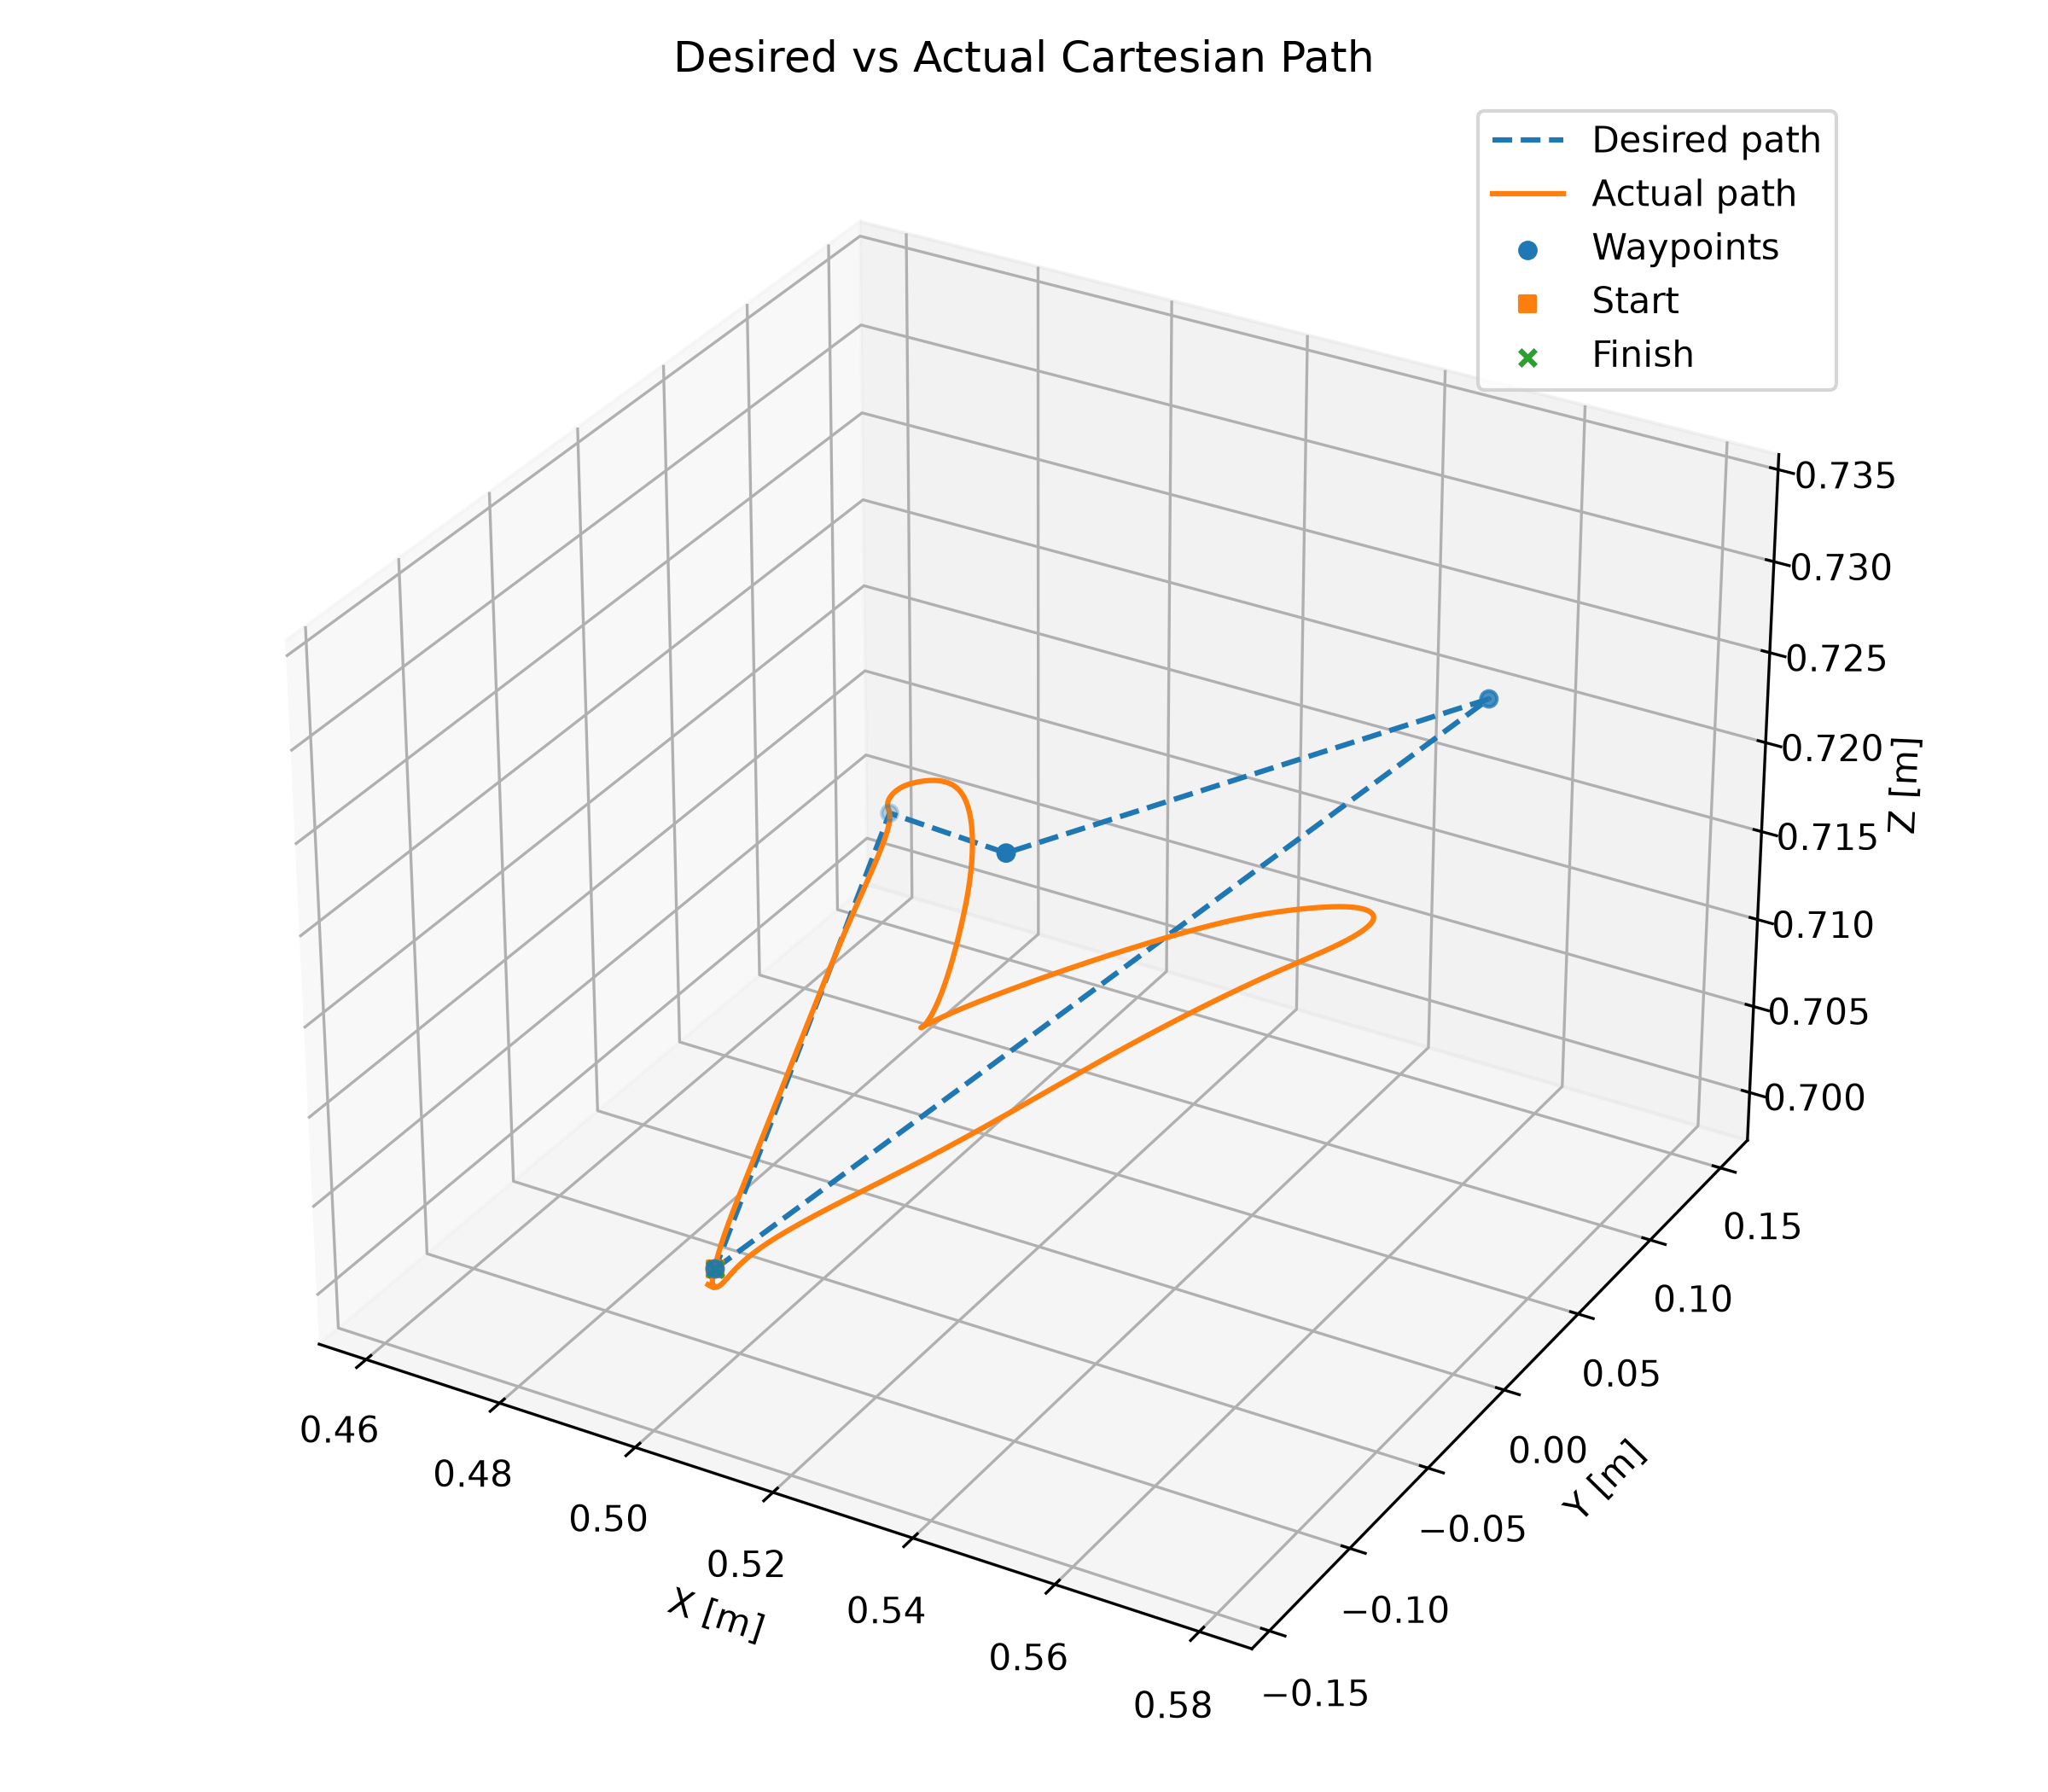 Desired vs Actual Cartesian Path
Desired path
Actual path
Waypoints
Start
Finish
0.735
0.730
0.725
0.720
0.715
0.710
0.705
0.700
Z [m]
0.15
0.10
0.05
0.00
−0.05
−0.10
−0.15
Y [m]
0.46
0.48
0.50
0.52
0.54
0.56
0.58
X [m]